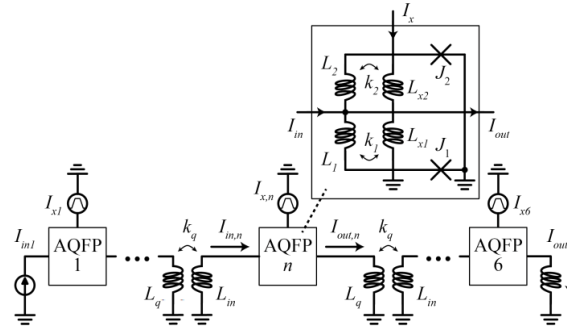 I_x
L_2
k_2
L_x2
J_2
I_in
I_out
L_1
k_1
L_x1
J_1
I_x1
I_x,n
I_x6
I_in1
AQFP
1
k_q
I_in,n
AQFP
n
I_out,n
k_q
AQFP
6
I_out
L_q
L_in
L_q
L_in